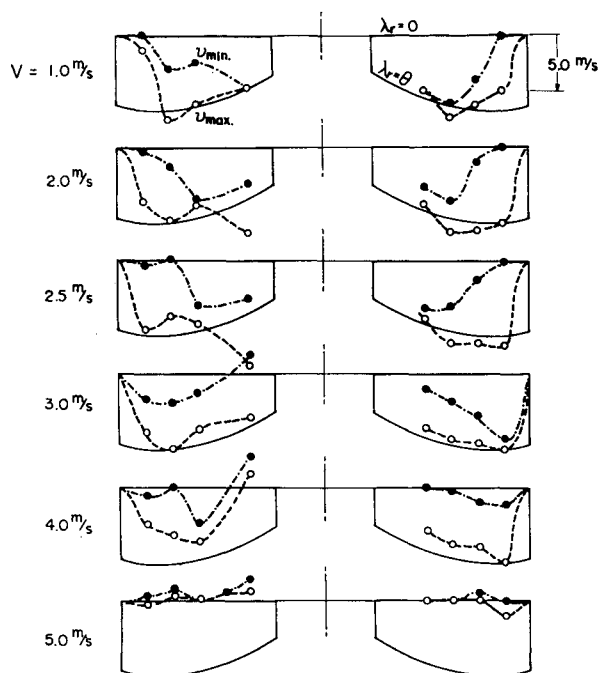 λr = 0
υmin.
5.0 m/s
V = 1.0 m/s
λr = θ
υmax.
2.0 m/s
2.5 m/s
3.0 m/s
4.0 m/s
5.0 m/s